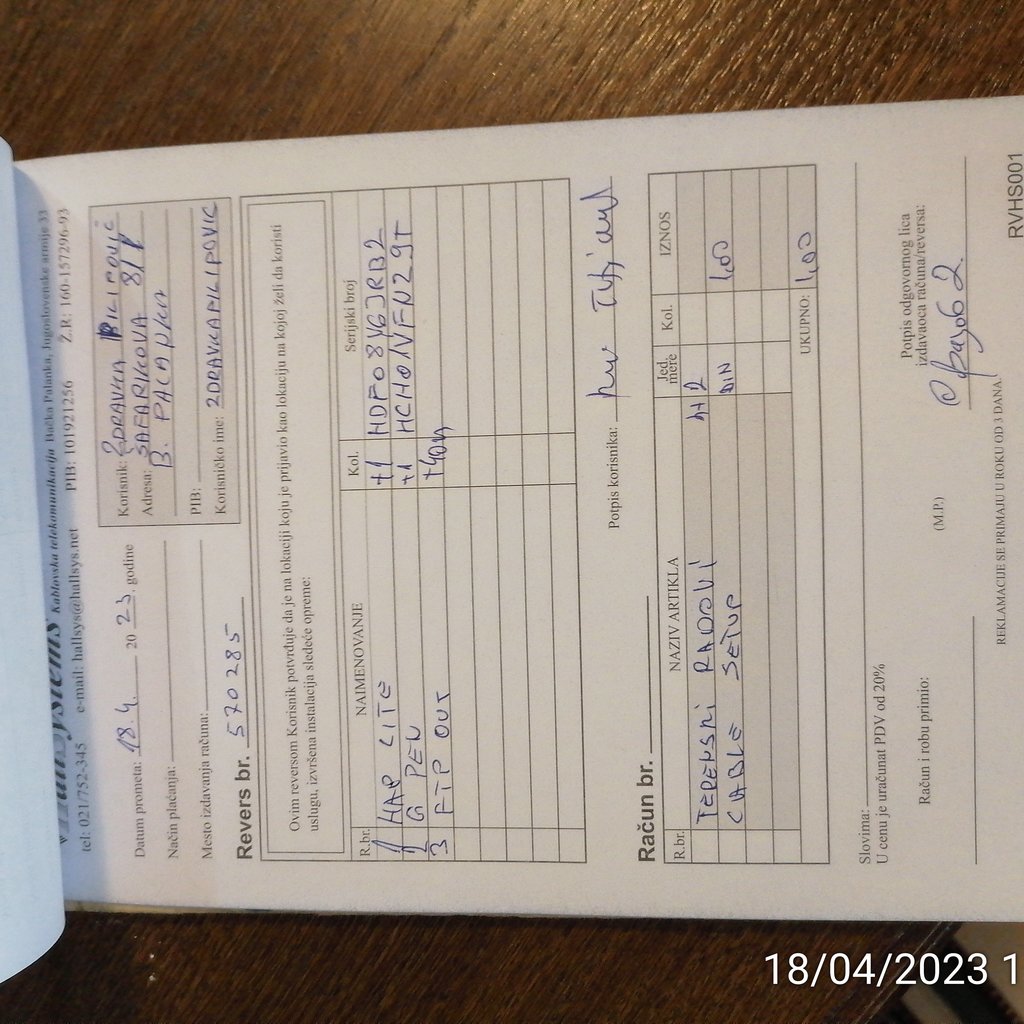 Hallsystems Kablovska telekomunikacija Bačka Palanka, Jugoslovenske armije 33
tel: 021/752-345 e-mail: hallsys@hallsys.net PIB: 101921256 Ž.R: 160-157296-93
Datum prometa: 18.4. 20 23, godine
Način plaćanja:
Mesto izdavanja računa:
Korisnik: ZDRAVKA FILIPOVIĆ
Adresa: ŠAFARIKOVA 8/
B. PALANKA
PIB:
Korisničko ime: ZDRAVKAFILIPOVIC
Revers br. 570285
Ovim reversom Korisnik potvrđuje da je na lokaciji koju je prijavio kao lokaciju na kojoj želi da koristi
uslugu, izvršena instalacija sledeće opreme:
R.br. NAIMENOVANJE Kol. Serijski broj
1 HAP LITE +1 HDF08VGJRB2
2 G PEN +1 HCH01VFN29T
3 FTP OUT +40m
Potpis korisnika:
Račun br.
R.br. NAZIV ARTIKLA Jed. mere Kol. IZNOS
TERENSKI RADOVI
CABLE SETUP DIN 1,00
UKUPNO: 1,00
Slovima:
U cenu je uračunat PDV od 20%
Račun i robu primio:
(M.P.)
Potpis odgovornog lica
izdavaoca računa/reversa:
REKLAMACIJE SE PRIMAJU U ROKU OD 3 DANA.
RVHS001
18/04/2023 1